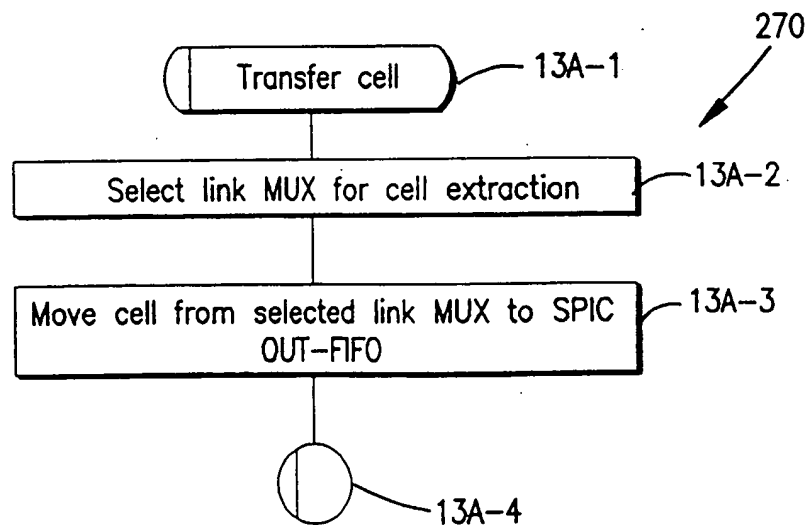 270
Transfer cell
13A-1
Select link MUX for cell extraction
13A-2
Move cell from selected link MUX to SPIC
OUT-FIFO
13A-3
13A-4